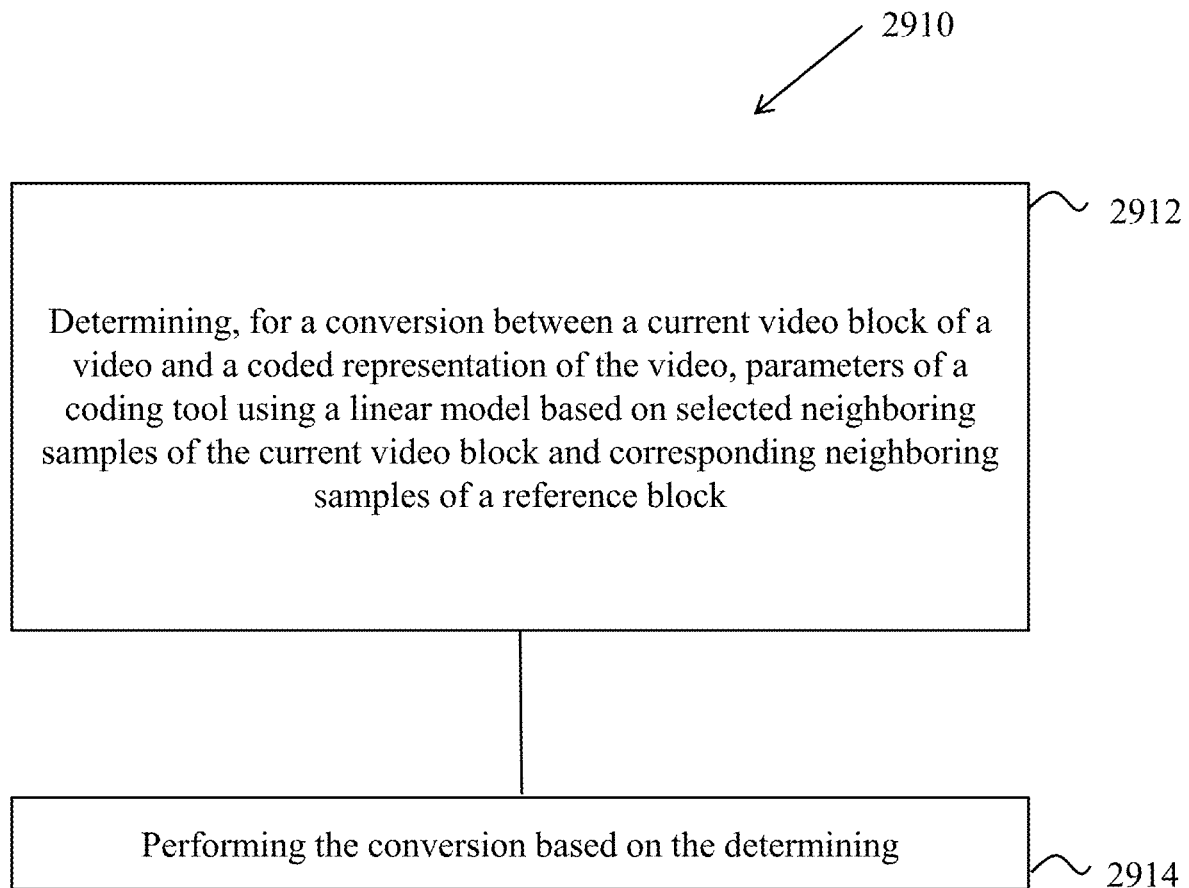 2910
2912
Determining, for a conversion between a current video block of a
video and a coded representation of the video, parameters of a
coding tool using a linear model based on selected neighboring
samples of the current video block and corresponding neighboring
samples of a reference block
Performing the conversion based on the determining
2914